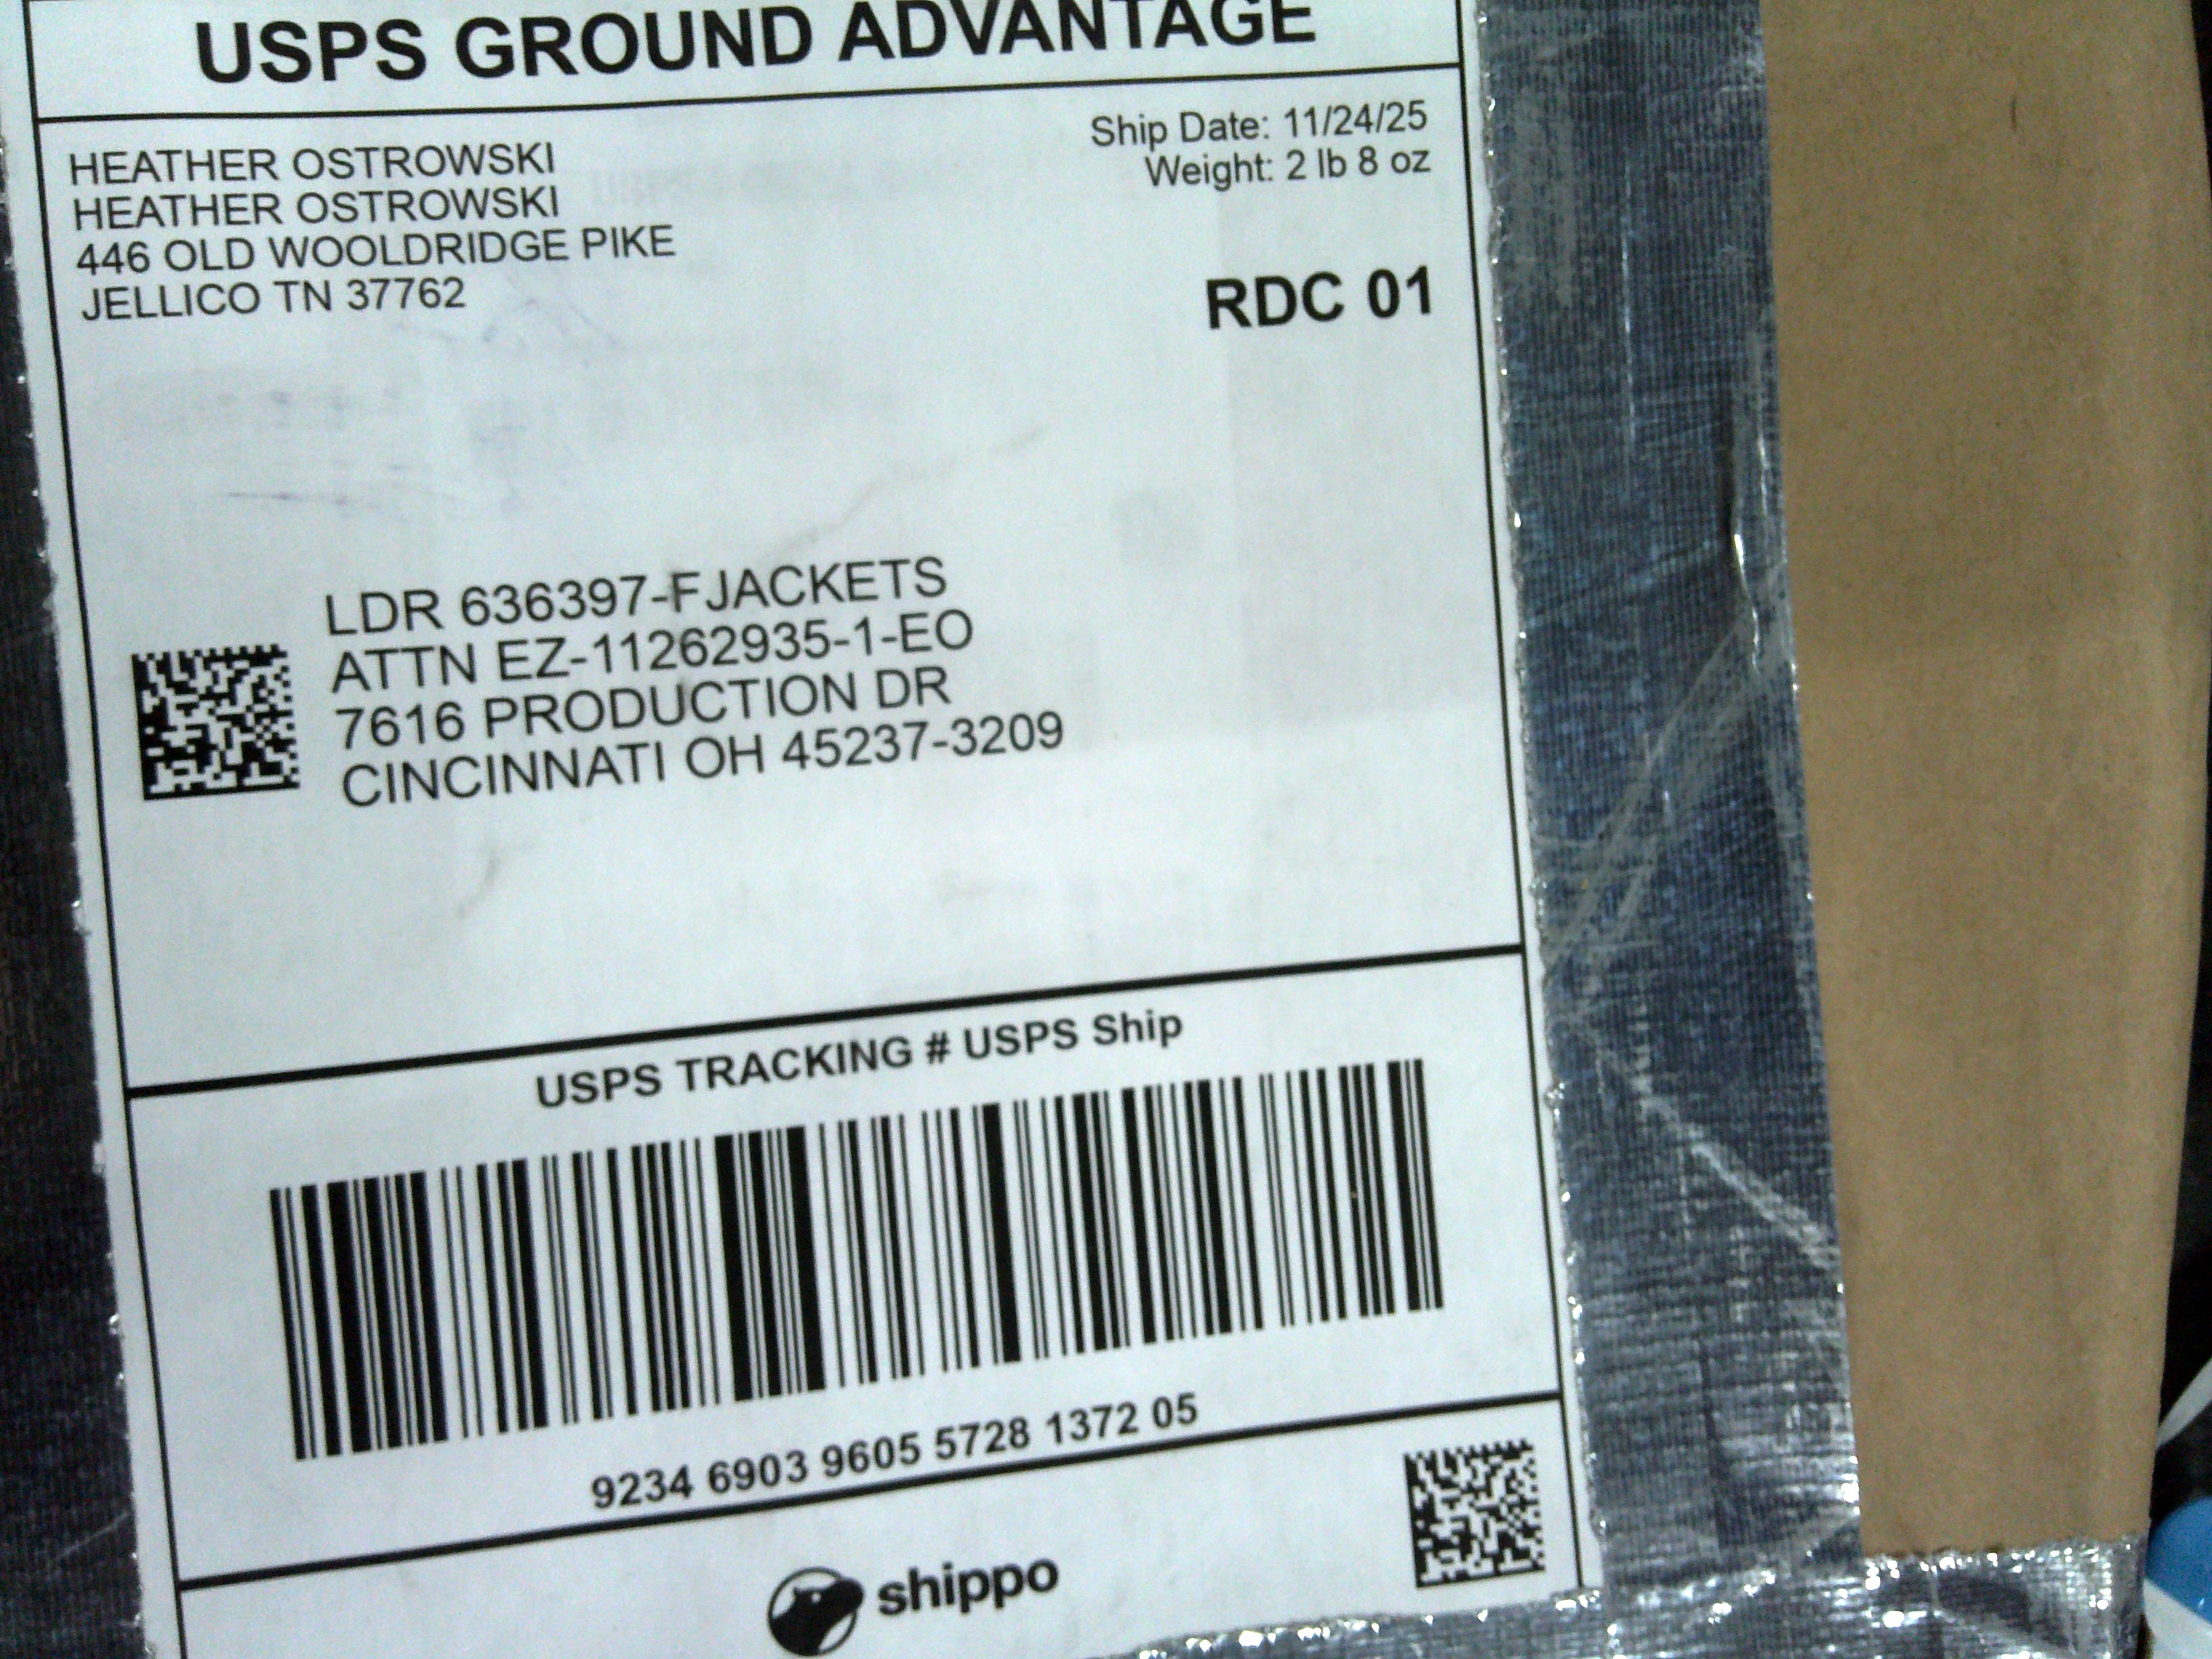 USPS GROUND ADVANTAGE
HEATHER OSTROWSKI
HEATHER OSTROWSKI
446 OLD WOOLDRIDGE PIKE
JELLICO TN 37762
Ship Date: 11/24/25
Weight: 2 lb 8 oz
RDC 01
LDR 636397-FJACKETS
ATTN EZ-11262935-1-EO
7616 PRODUCTION DR
CINCINNATI OH 45237-3209
USPS TRACKING # USPS Ship
9234 6903 9605 5728 1372 05
shippo